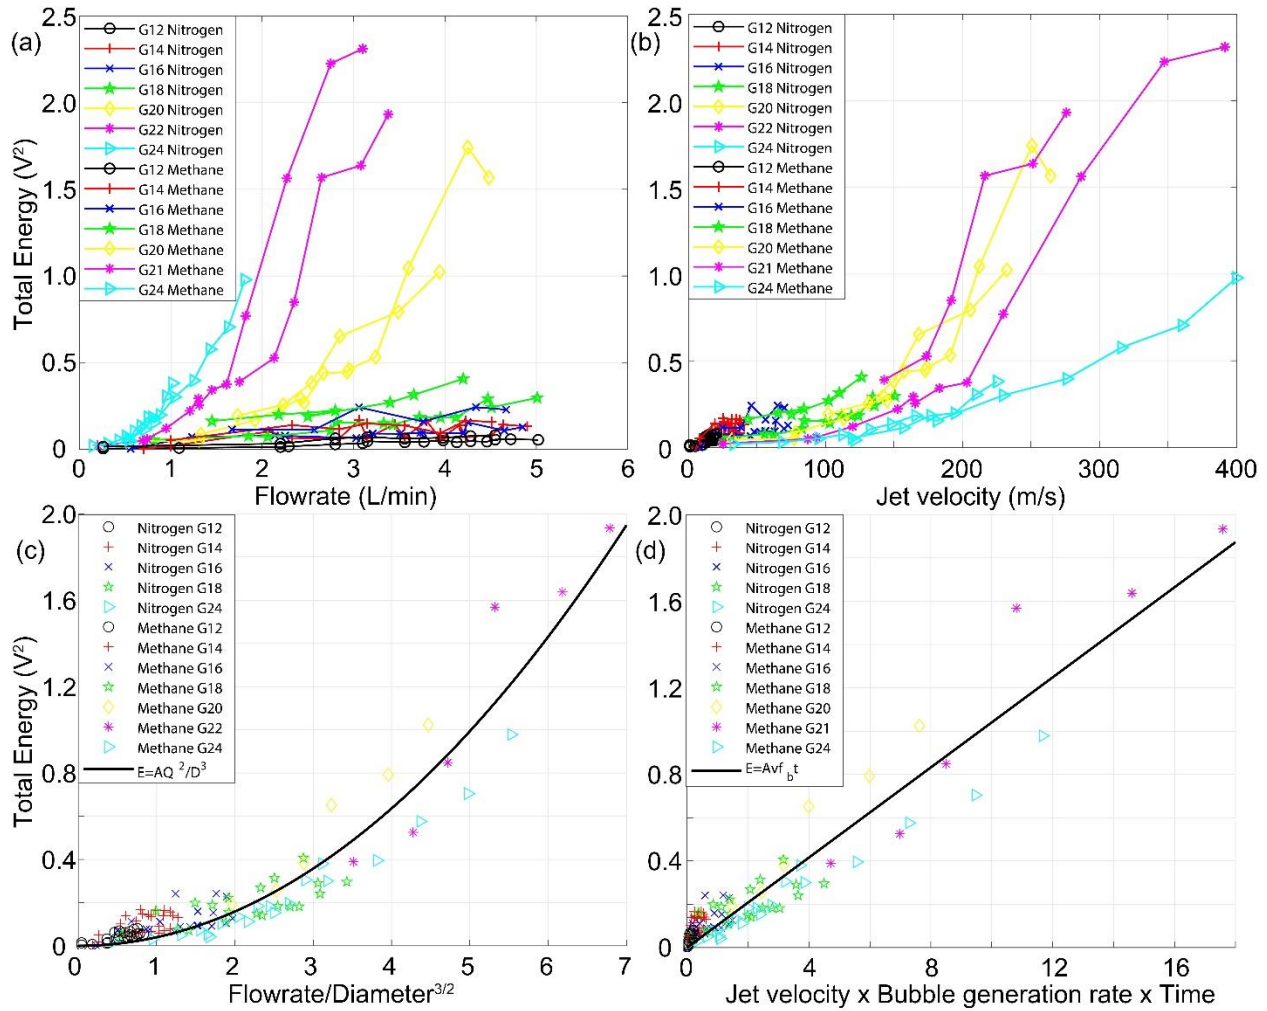 (a)
Total Energy (V²)
2.5
2.0
1.5
1.0
0.5
0
G12 Nitrogen
G14 Nitrogen
G16 Nitrogen
G18 Nitrogen
G20 Nitrogen
G22 Nitrogen
G24 Nitrogen
G12 Methane
G14 Methane
G16 Methane
G18 Methane
G20 Methane
G21 Methane
G24 Methane
0 1 2 3 4 5 6
Flowrate (L/min)
(b)
2.5
2.0
1.5
1.0
0.5
0
G12 Nitrogen
G14 Nitrogen
G16 Nitrogen
G18 Nitrogen
G20 Nitrogen
G22 Nitrogen
G24 Nitrogen
G12 Methane
G14 Methane
G16 Methane
G18 Methane
G20 Methane
G21 Methane
G24 Methane
0 100 200 300 400
Jet velocity (m/s)
(c)
Total Energy (V²)
2.0
1.6
1.2
0.8
0.4
0
Nitrogen G12
Nitrogen G14
Nitrogen G16
Nitrogen G18
Nitrogen G24
Methane G12
Methane G14
Methane G16
Methane G18
Methane G20
Methane G22
Methane G24
E=AQ ²/D³
0 1 2 3 4 5 6 7
Flowrate/Diameter³ᐟ²
(d)
2.0
1.6
1.2
0.8
0.4
0
Nitrogen G12
Nitrogen G14
Nitrogen G16
Nitrogen G18
Nitrogen G24
Methane G12
Methane G14
Methane G16
Methane G18
Methane G20
Methane G21
Methane G24
E=Avf b t
0 4 8 12 16
Jet velocity x Bubble generation rate x Time